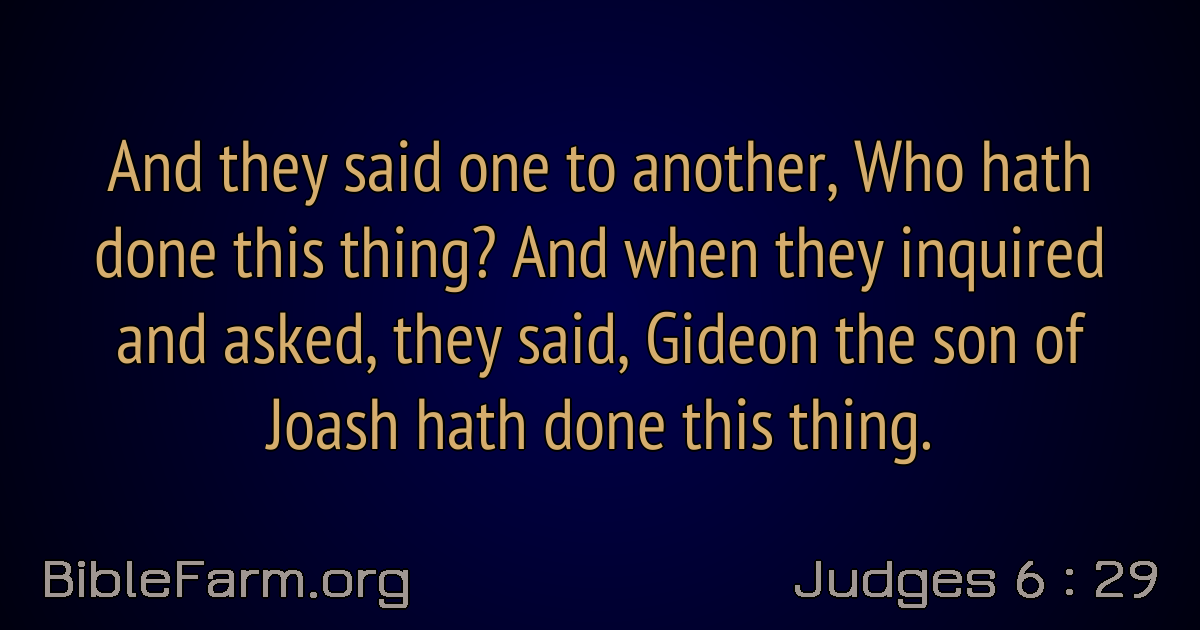 And they said one to another, Who hath
done this thing? And when they inquired
and asked, they said, Gideon the son of
Joash hath done this thing.
BibleFarm.org
Judges 6 : 29